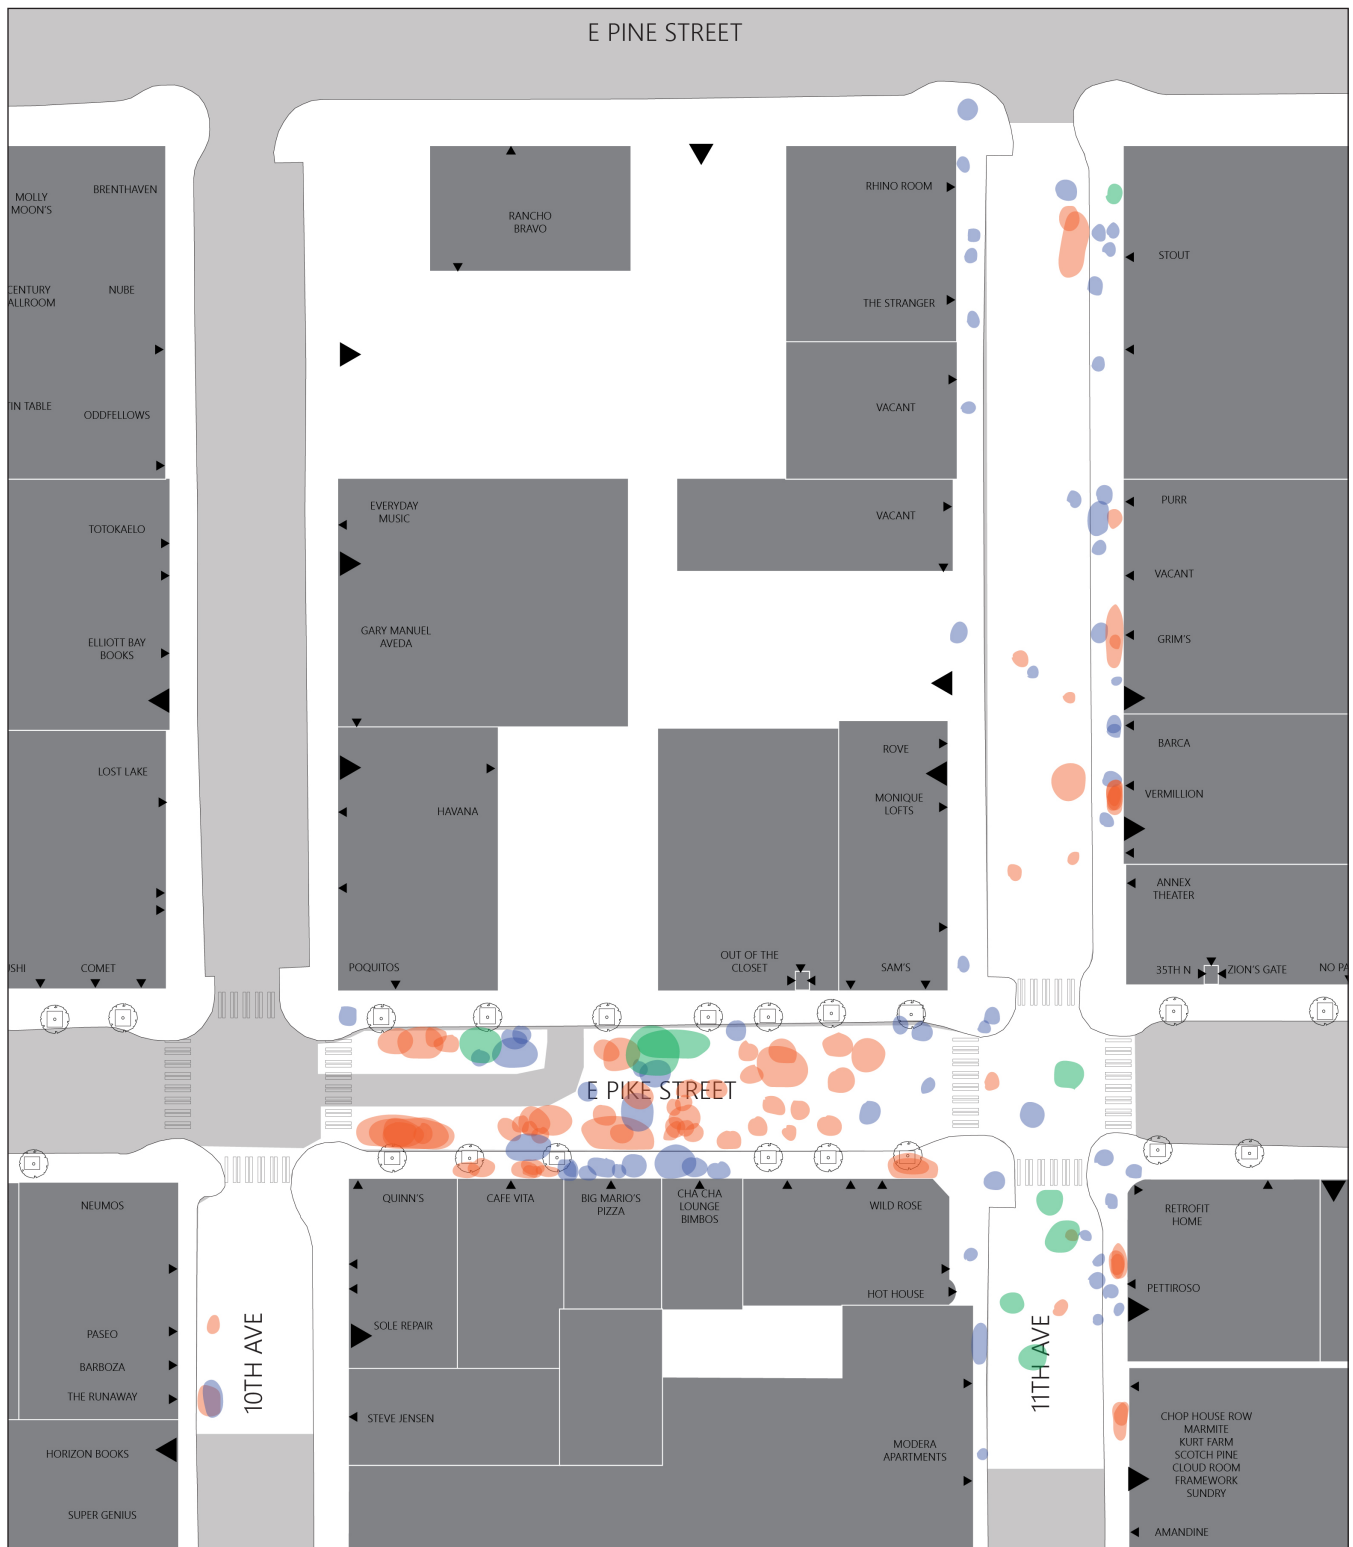 E PINE STREET
MOLLY
MOON'S
BRENTHAVEN
RANCHO
BRAVO
RHINO ROOM
STOUT
CENTURY
ALLROOM
NUBE
THE STRANGER
TIN TABLE
ODDFELLOWS
VACANT
EVERYDAY
MUSIC
VACANT
PURR
TOTOKAELO
VACANT
ELLIOTT BAY
BOOKS
GARY MANUEL
AVEDA
GRIM'S
ROVE
BARCA
LOST LAKE
HAVANA
MONIQUE
LOFTS
VERMILLION
ANNEX
THEATER
USHI
COMET
POQUITOS
OUT OF THE
CLOSET
SAM'S
35TH N
ZION'S GATE
NO PA
E PIKE STREET
NEUMOS
QUINN'S
CAFE VITA
BIG MARIO'S
PIZZA
CHA CHA
LOUNGE
BIMBOS
WILD ROSE
RETROFIT
HOME
HOT HOUSE
PETTIROSO
PASEO
BARBOZA
THE RUNAWAY
10TH AVE
SOLE REPAIR
11TH AVE
STEVE JENSEN
HORIZON BOOKS
SUPER GENIUS
MODERA
APARTMENTS
CHOP HOUSE ROW
MARMITE
KURT FARM
SCOTCH PINE
CLOUD ROOM
FRAMEWORK
SUNDRY
AMANDINE